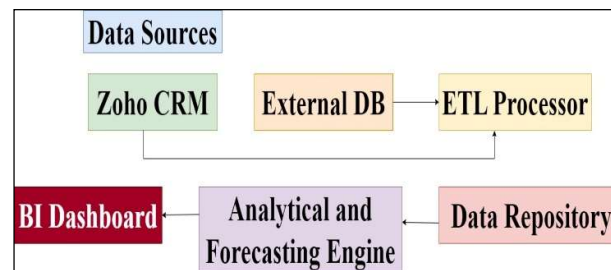 Data Sources
Zoho CRM
External DB
ETL Processor
BI Dashboard
Analytical and
Forecasting Engine
Data Repository